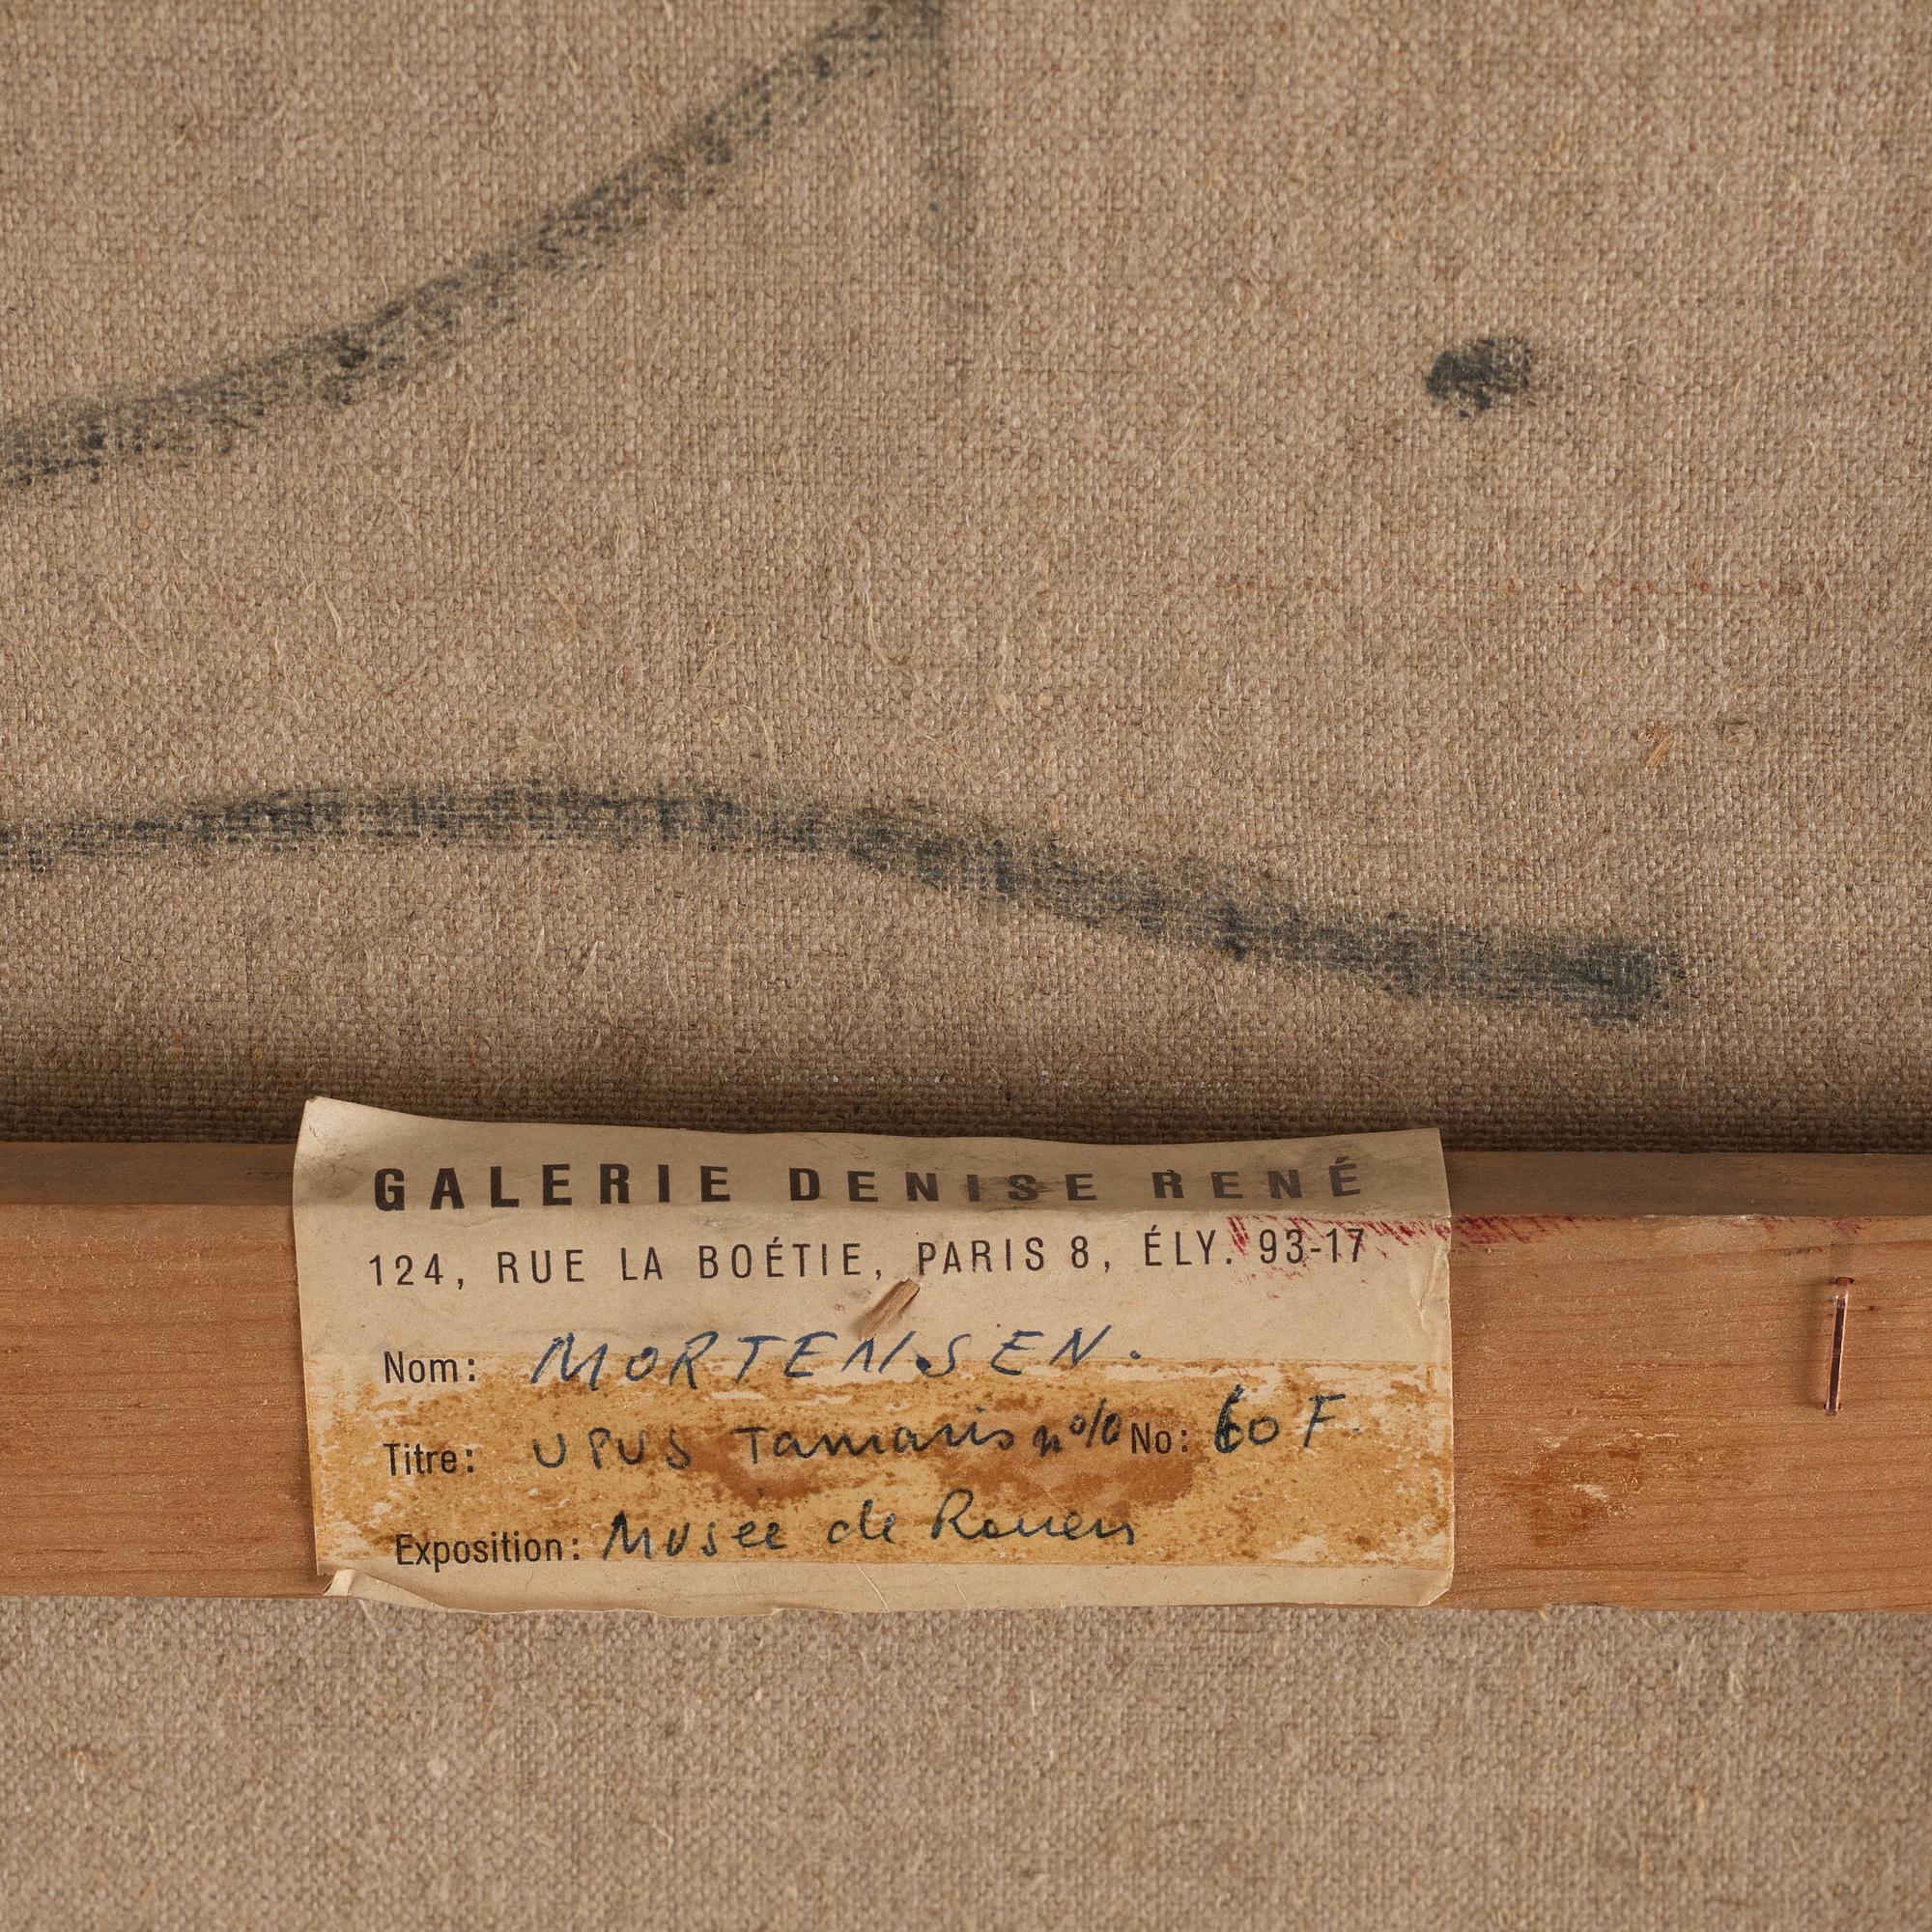 GALERIE DENISE RENÉ
124, RUE LA BOÉTIE, PARIS 8, ÉLY. 93-17
Nom: MORTENSEN.
Titre: OPUS Tamaris No: 60 F.
Exposition: Musée de Rouen